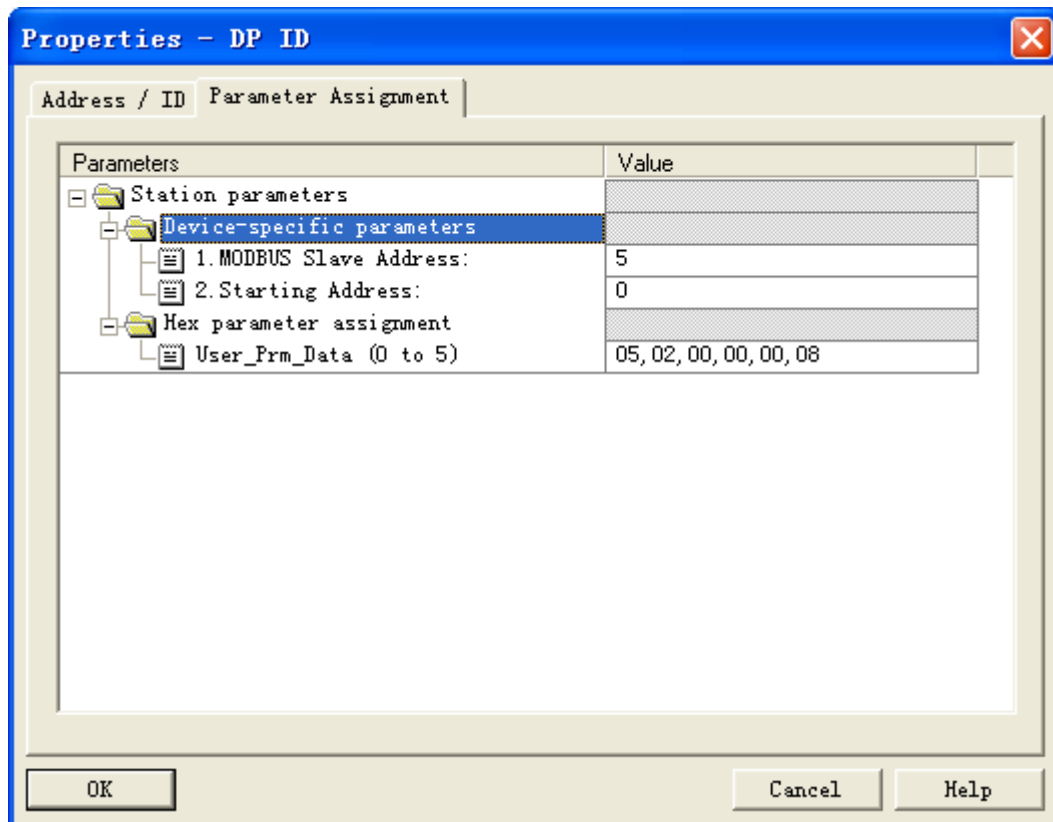 Properties - DP ID
Address / ID Parameter Assignment
Parameters Value
Station parameters
Device-specific parameters
1.MODBUS Slave Address: 5
2.Starting Address: 0
Hex parameter assignment
User_Prm_Data (0 to 5) 05, 02, 00, 00, 00, 08
OK Cancel Help